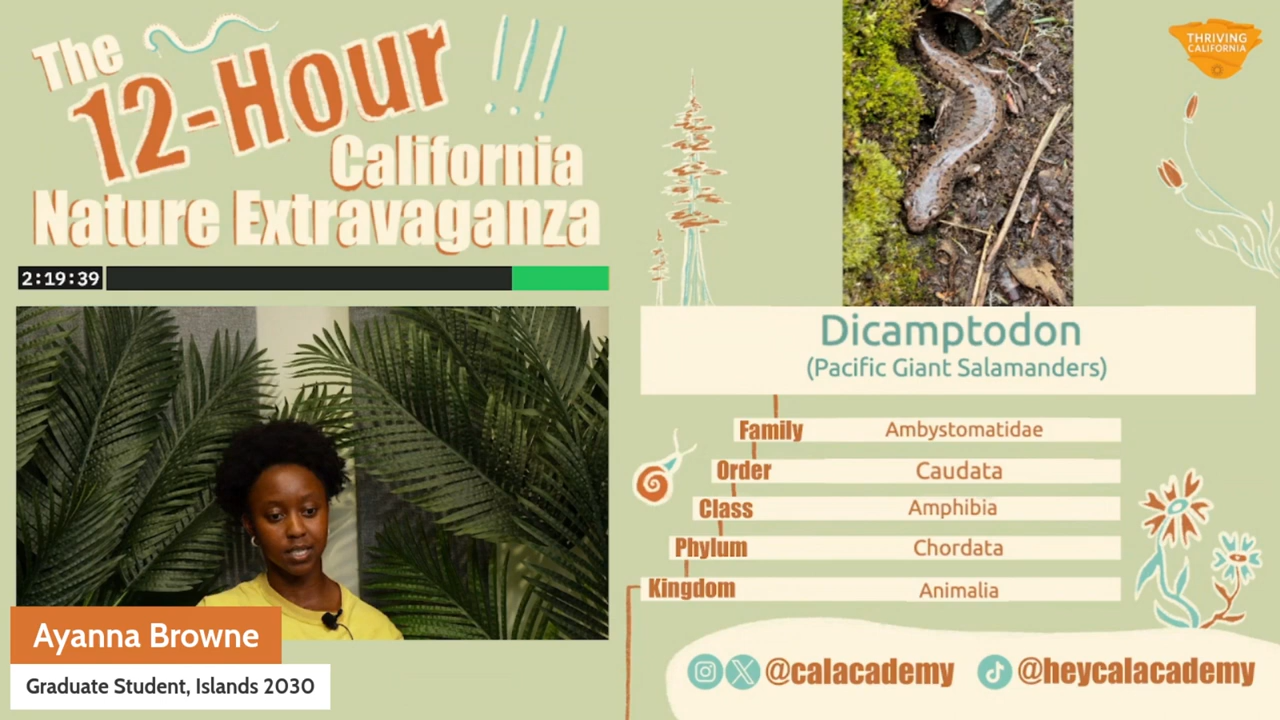 The
12-Hour
!!!
California
Nature Extravaganza
2:19:39
Ayanna Browne
Graduate Student, Islands 2030
THRIVING
CALIFORNIA
Dicamptodon
(Pacific Giant Salamanders)
Family Ambystomatidae
Order Caudata
Class Amphibia
Phylum Chordata
Kingdom Animalia
@calacademy @heycalacademy